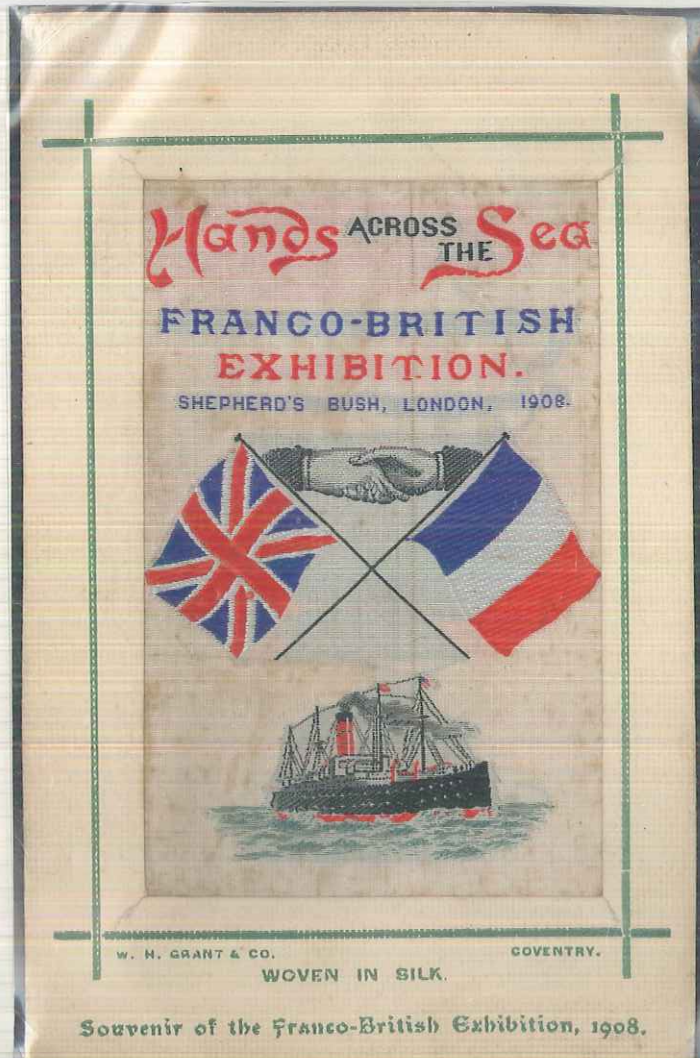 Hands ACROSS THE Sea
FRANCO-BRITISH
EXHIBITION.
SHEPHERD'S BUSH, LONDON, 1908.
W. H. GRANT & CO. COVENTRY.
WOVEN IN SILK.
Souvenir of the Franco-British Exhibition, 1908.